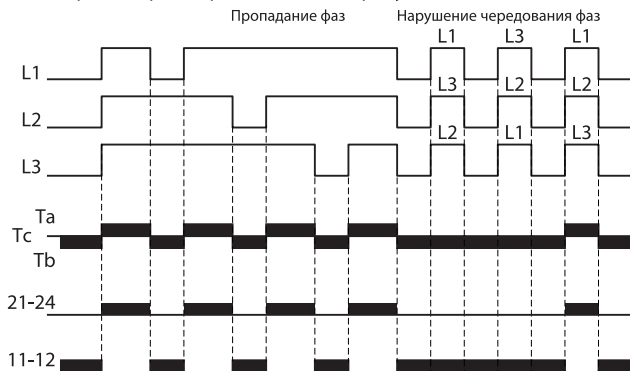 Пропадание фаз Нарушение чередования фаз
L1 L3 L1
L1
L3 L2 L2
L2
L2 L1 L3
L3
Ta
Tc
Tb
21-24
11-12